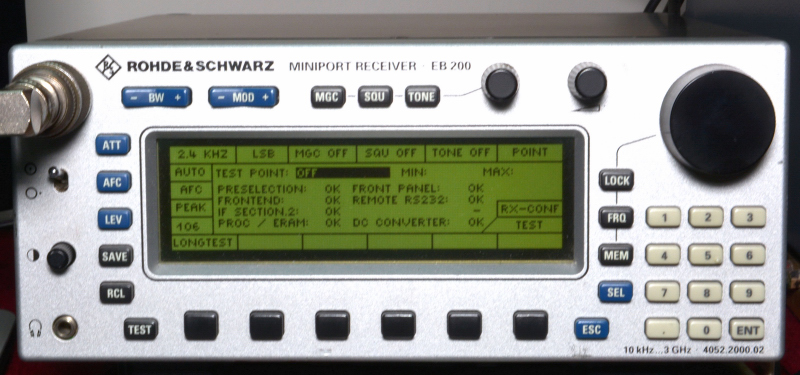 ROHDE & SCHWARZ MINIPORT RECEIVER · EB 200
- BW + - MOD + MGC SQU TONE
ATT
AFC
LEV
SAVE
RCL
TEST
2.4 KHZ LSB MGC OFF SQU OFF TONE OFF POINT
AUTO TEST POINT: OFF MIN: MAX:
AFC PRESELECTION: OK FRONT PANEL: OK
PEAK FRONTEND: OK REMOTE RS232: OK
IF SECTION.2: OK - RX-CONF
106 PROC / ERAM: OK DC CONVERTER: OK TEST
LONGTEST
LOCK
FRQ 1 2 3
MEM 4 5 6
SEL 7 8 9
ESC . 0 ENT
10 kHz...3 GHz · 4052.2000.02